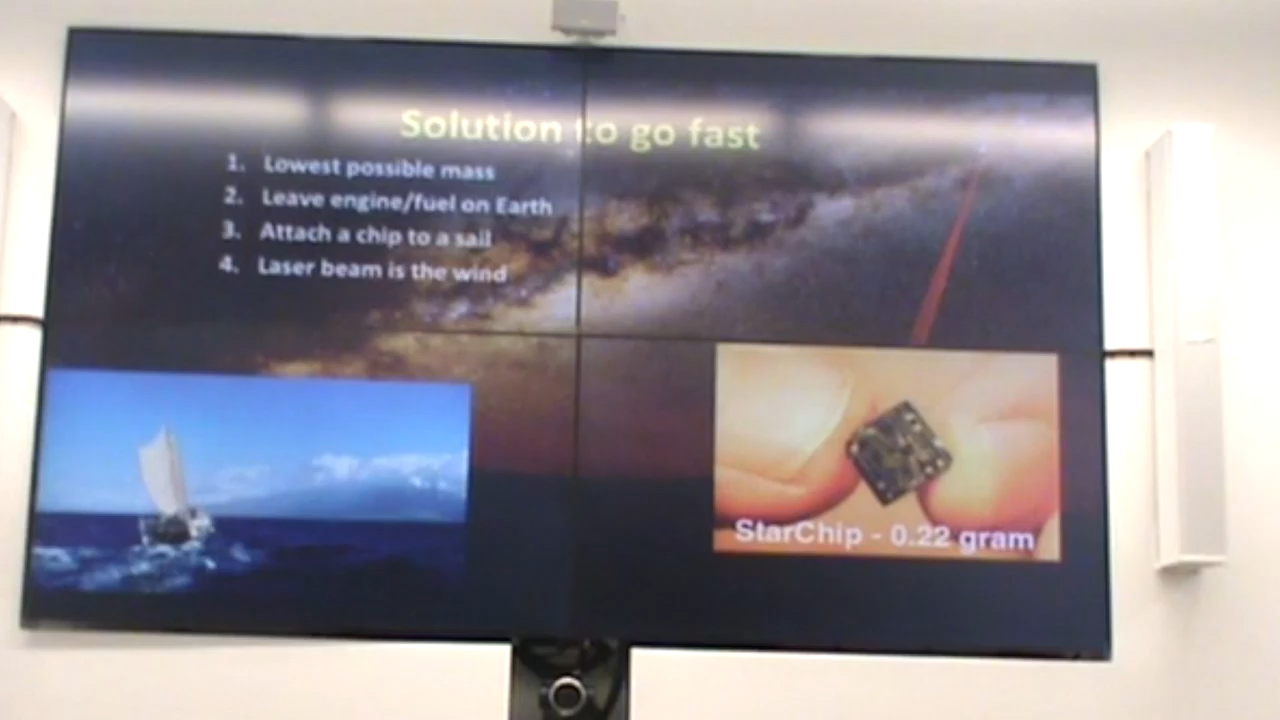 Solution to go fast
1. Lowest possible mass
2. Leave engine/fuel on Earth
3. Attach a chip to a sail
4. Laser beam is the wind
StarChip - 0.22 gram